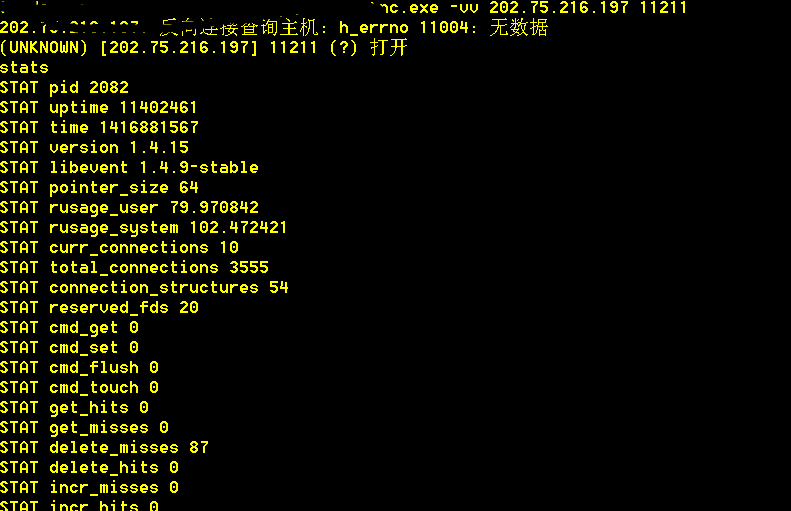 nc.exe -vv 202.75.216.197 11211
202.75.216.197: 反向连接查询主机: h_errno 11004: 无数据
(UNKNOWN) [202.75.216.197] 11211 (?) 打开
stats
STAT pid 2082
STAT uptime 11402461
STAT time 1416881567
STAT version 1.4.15
STAT libevent 1.4.9-stable
STAT pointer_size 64
STAT rusage_user 79.970842
STAT rusage_system 102.472421
STAT curr_connections 10
STAT total_connections 3555
STAT connection_structures 54
STAT reserved_fds 20
STAT cmd_get 0
STAT cmd_set 0
STAT cmd_flush 0
STAT cmd_touch 0
STAT get_hits 0
STAT get_misses 0
STAT delete_misses 87
STAT delete_hits 0
STAT incr_misses 0
STAT incr_hits 0